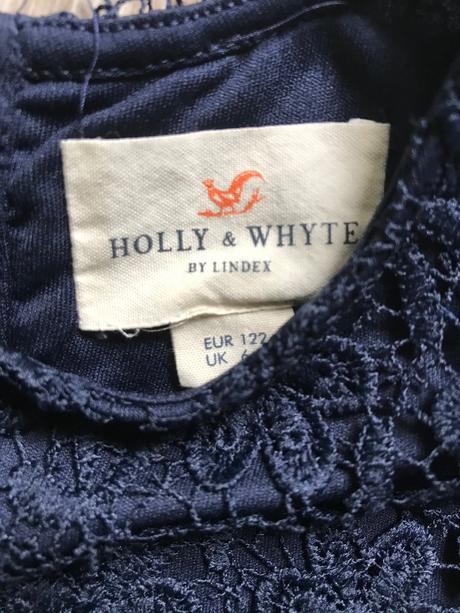 HOLLY & WHYTE
BY LINDEX
EUR 122
UK 6